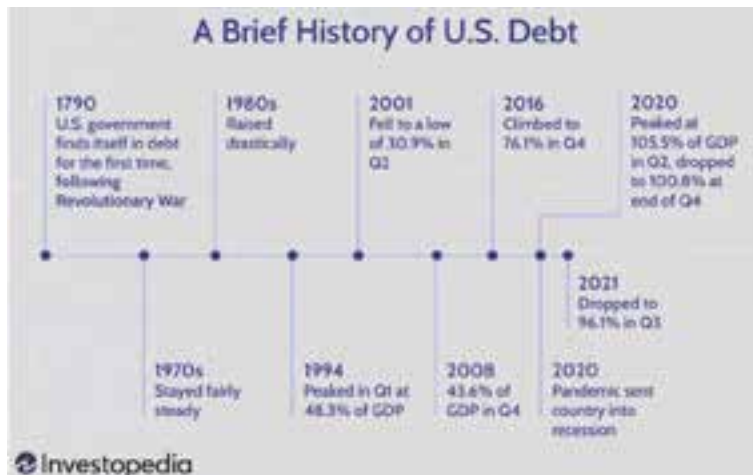 A Brief History of U.S. Debt
1790
U.S. government
finds itself in debt
for the first time,
following
Revolutionary War
1980s
Raised
drastically
2001
Fell to a low
of 30.9% in
Q2
2016
Climbed to
76.1% in Q4
2020
Peaked at
105.5% of GDP
in Q2, dropped
to 100.8% at
end of Q4
2021
Dropped to
96.1% in Q3
1970s
Stayed fairly
steady
1994
Peaked in Q1 at
48.3% of GDP
2008
43.6% of
GDP in Q4
2020
Pandemic sent
country into
recession
Investopedia